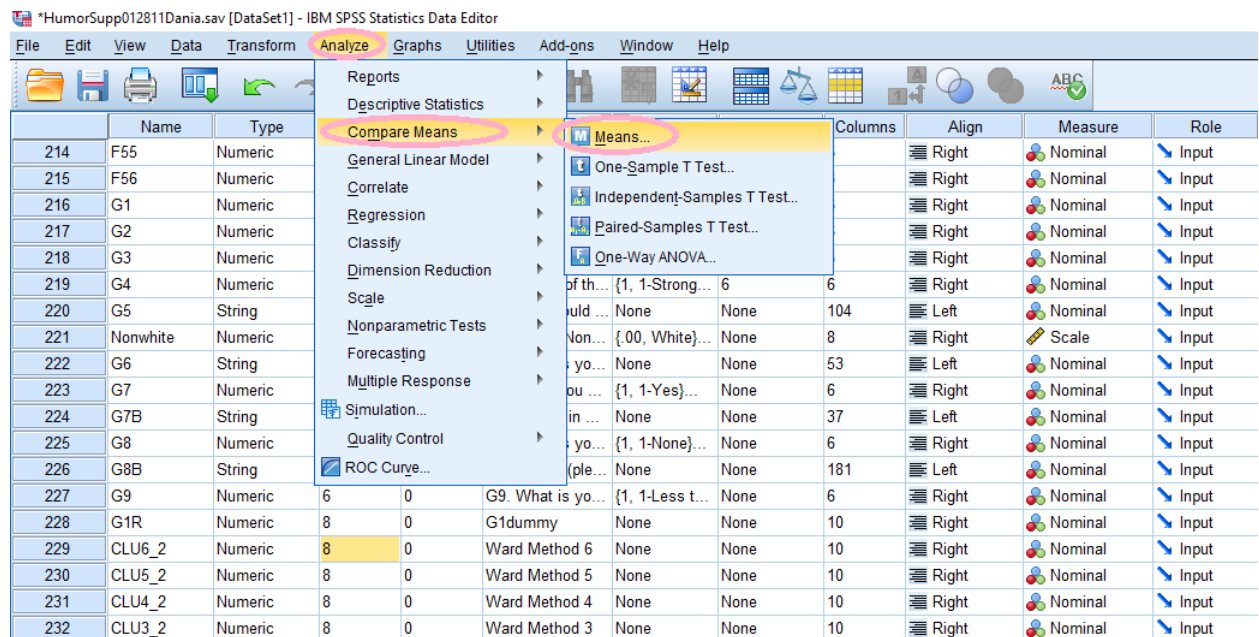 *HumorSupp012811Dania.sav [DataSet1] - IBM SPSS Statistics Data Editor
File Edit View Data Transform Analyze Graphs Utilities Add-ons Window Help
Reports
Descriptive Statistics
Compare Means
General Linear Model
Correlate
Regression
Classify
Dimension Reduction
Scale
Nonparametric Tests
Forecasting
Multiple Response
Simulation...
Quality Control
ROC Curve...
Means...
One-Sample T Test...
Independent-Samples T Test...
Paired-Samples T Test...
One-Way ANOVA...
Name Type Columns Align Measure Role
214 F55 Numeric Right Nominal Input
215 F56 Numeric Right Nominal Input
216 G1 Numeric Right Nominal Input
217 G2 Numeric Right Nominal Input
218 G3 Numeric Right Nominal Input
219 G4 Numeric of th... {1, 1-Strong... 6 6 Right Nominal Input
220 G5 String uld ... None None 104 Left Nominal Input
221 Nonwhite Numeric Non... {.00, White}... None 8 Right Scale Input
222 G6 String yo... None None 53 Left Nominal Input
223 G7 Numeric ou ... {1, 1-Yes}... None 6 Right Nominal Input
224 G7B String in ... None None 37 Left Nominal Input
225 G8 Numeric yo... {1, 1-None}... None 6 Right Nominal Input
226 G8B String (ple... None None 181 Left Nominal Input
227 G9 Numeric 6 0 G9. What is yo... {1, 1-Less t... None 6 Right Nominal Input
228 G1R Numeric 8 0 G1dummy None None 10 Right Nominal Input
229 CLU6_2 Numeric 8 0 Ward Method 6 None None 10 Right Nominal Input
230 CLU5_2 Numeric 8 0 Ward Method 5 None None 10 Right Nominal Input
231 CLU4_2 Numeric 8 0 Ward Method 4 None None 10 Right Nominal Input
232 CLU3_2 Numeric 8 0 Ward Method 3 None None 10 Right Nominal Input